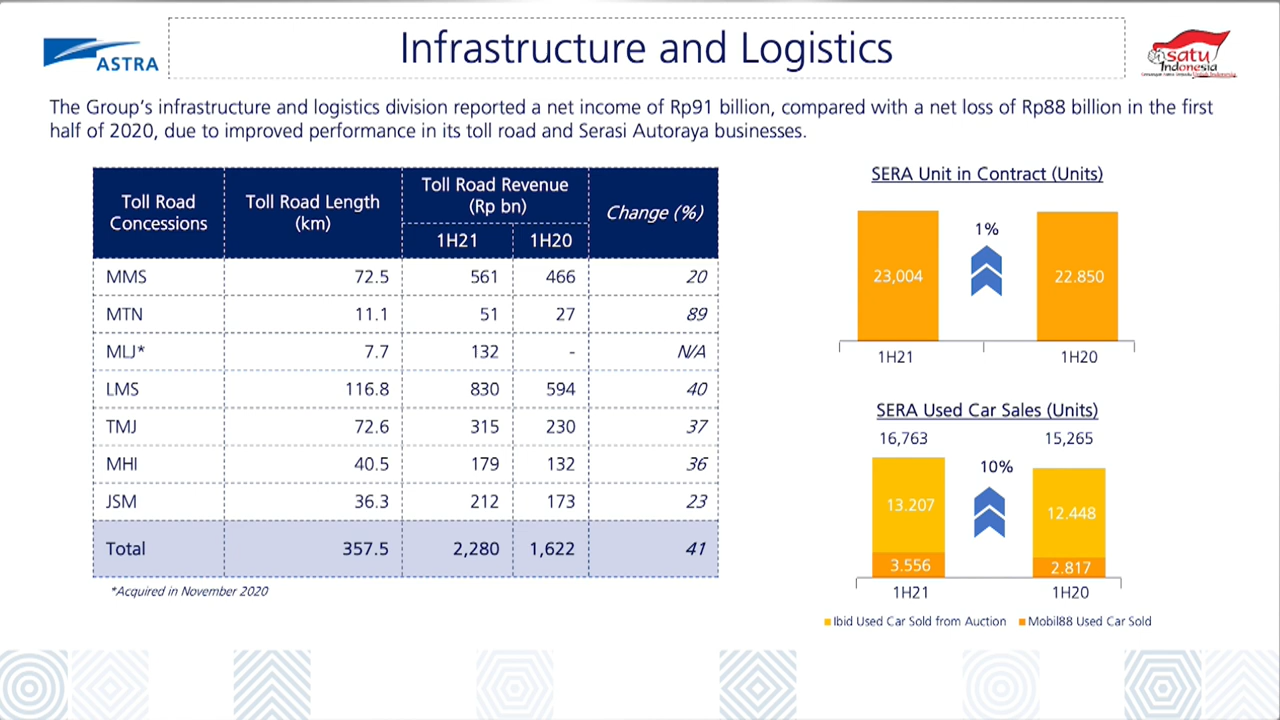 ASTRA
Infrastructure and Logistics
satu
Indonesia
The Group's infrastructure and logistics division reported a net income of Rp91 billion, compared with a net loss of Rp88 billion in the first
half of 2020, due to improved performance in its toll road and Serasi Autoraya businesses.
Toll Road Concessions
Toll Road Length (km)
Toll Road Revenue (Rp bn)
Change (%)
1H21 1H20
MMS 72.5 561 466 20
MTN 11.1 51 27 89
MLJ* 7.7 132 - N/A
LMS 116.8 830 594 40
TMJ 72.6 315 230 37
MHI 40.5 179 132 36
JSM 36.3 212 173 23
Total 357.5 2,280 1,622 41
*Acquired in November 2020
SERA Unit in Contract (Units)
1%
23,004 22.850
1H21 1H20
SERA Used Car Sales (Units)
16,763 15,265
10%
13.207 12.448
3.556 2.817
1H21 1H20
Ibid Used Car Sold from Auction Mobil88 Used Car Sold